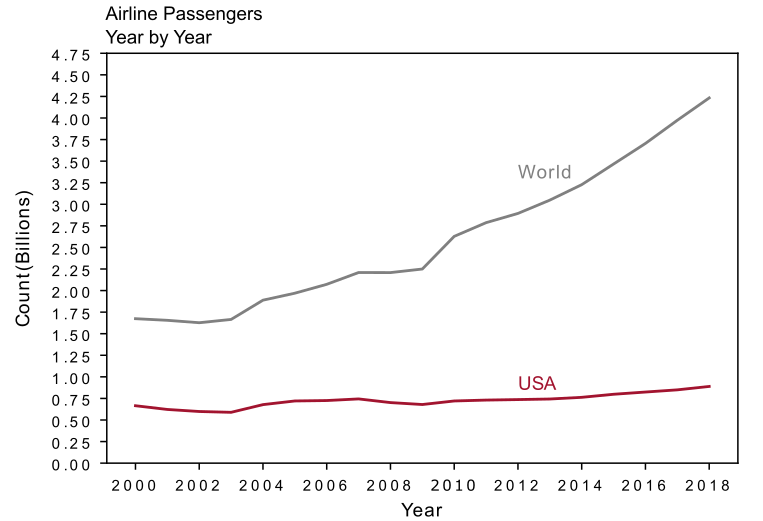 Airline Passengers
Year by Year
4.75
4.50
4.25
4.00
3.75
3.50
3.25
3.00
2.75
2.50
2.25
2.00
1.75
1.50
1.25
1.00
0.75
0.50
0.25
0.00
Count(Billions)
World
USA
2000 2002 2004 2006 2008 2010 2012 2014 2016 2018
Year